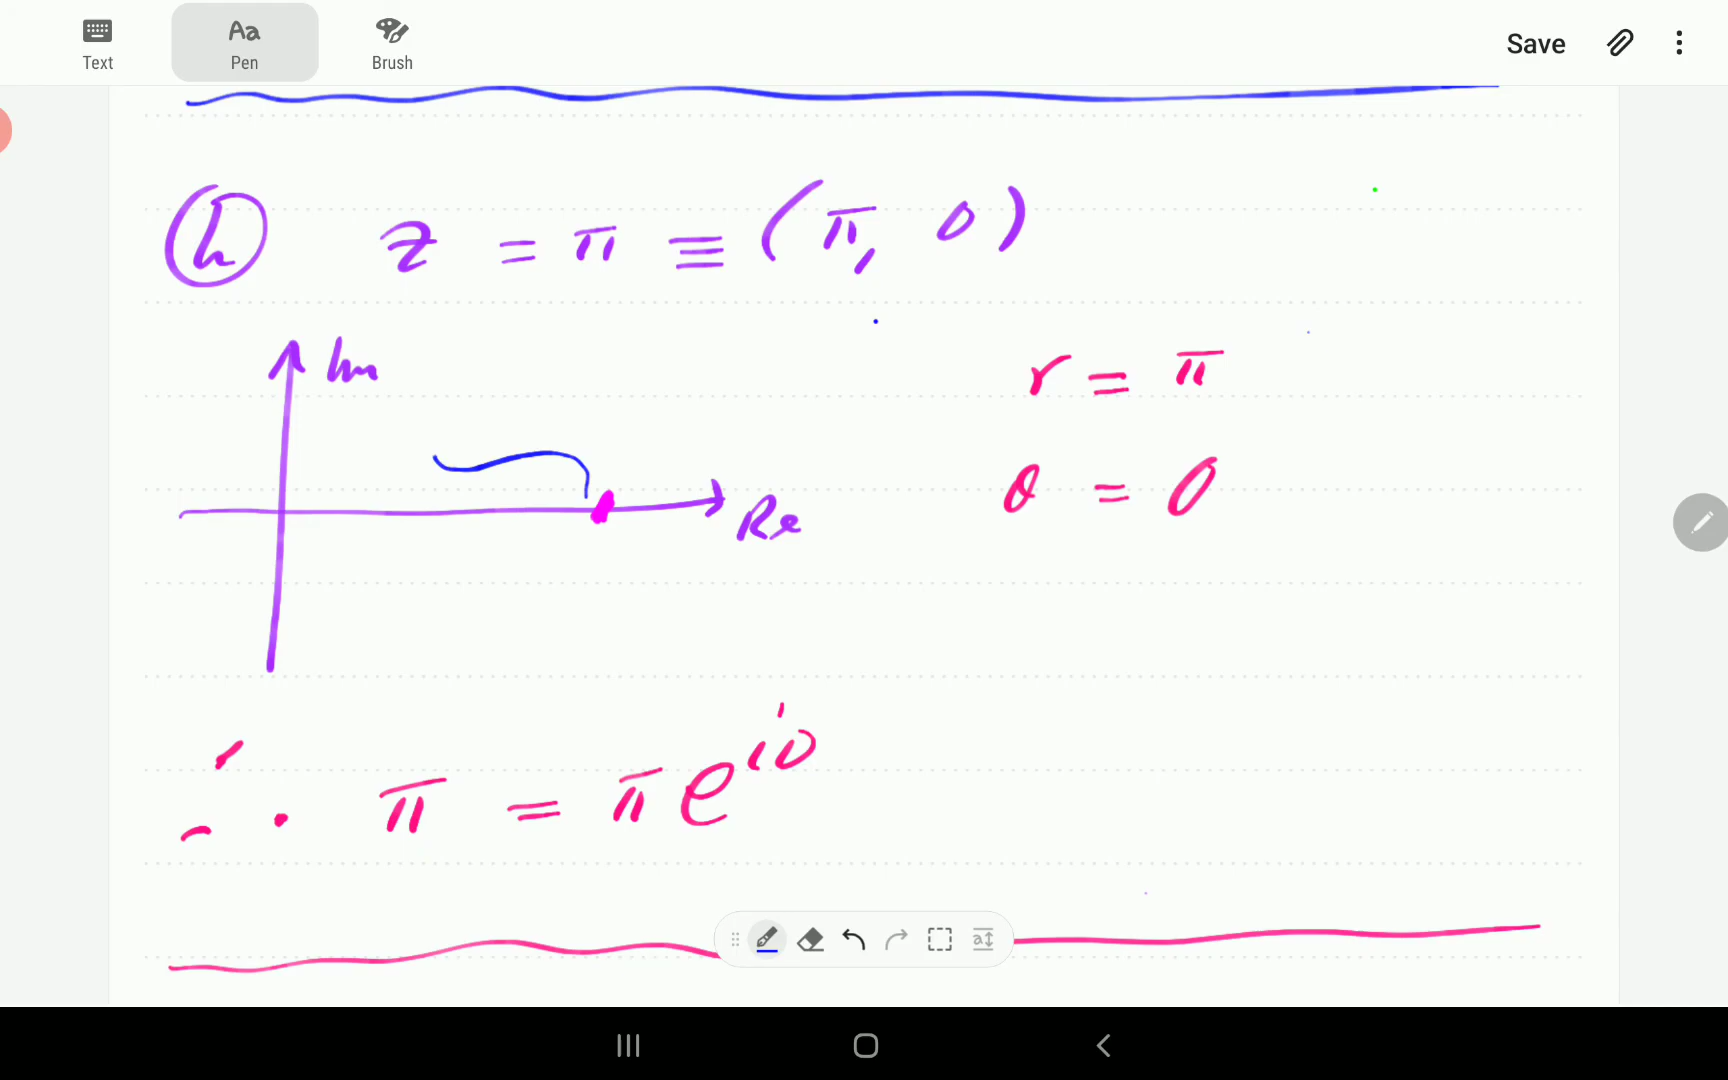 Text Pen Brush Save
ⓗ z = π ≡ (π, 0)
Im
r = π
θ = 0
Re
∴ π = π e^{i0}